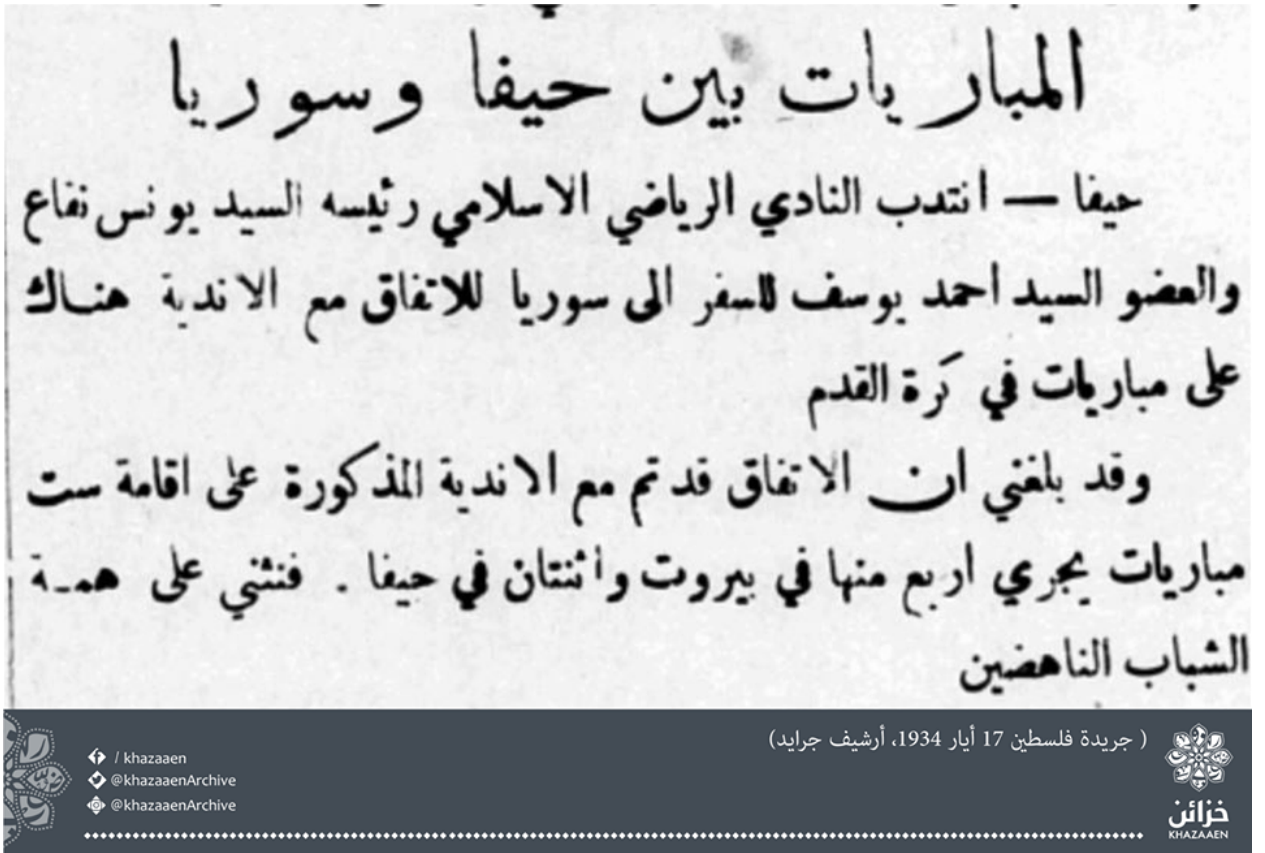 المباريات بين حيفا وسوريا
حيفا — انتدب النادي الرياضي الاسلامي رئيسه السيد يونس نفاع
والعضو السيد احمد يوسف للسفر الى سوريا للاتفاق مع الاندية هناك
على مباريات في كرة القدم
وقد بلغني ان الاتفاق قد تم مع الاندية المذكورة على اقامة ست
مباريات يجري اربع منها في بيروت واثنتان في حيفا . فنثني على همة
الشباب الناهضين
( جريدة فلسطين 17 أيار 1934، أرشيف جرايد)
/ khazaaen
@khazaaenArchive
@khazaaenArchive
خزائن
KHAZAAEN